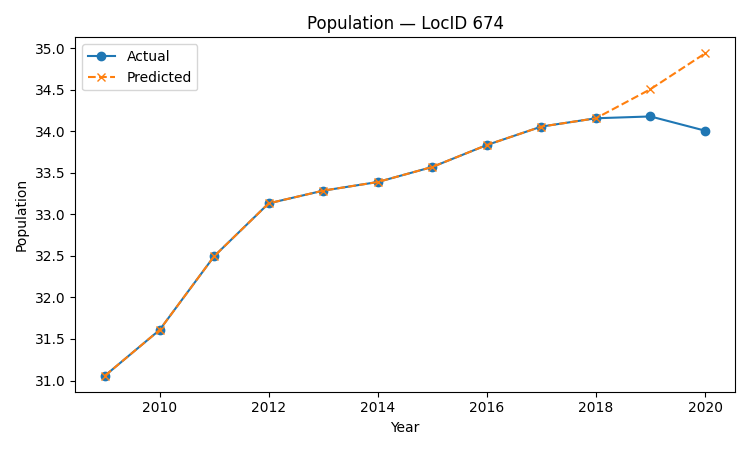 Population — LocID 674
Actual
Predicted
Population
35.0
34.5
34.0
33.5
33.0
32.5
32.0
31.5
31.0
2010 2012 2014 2016 2018 2020
Year